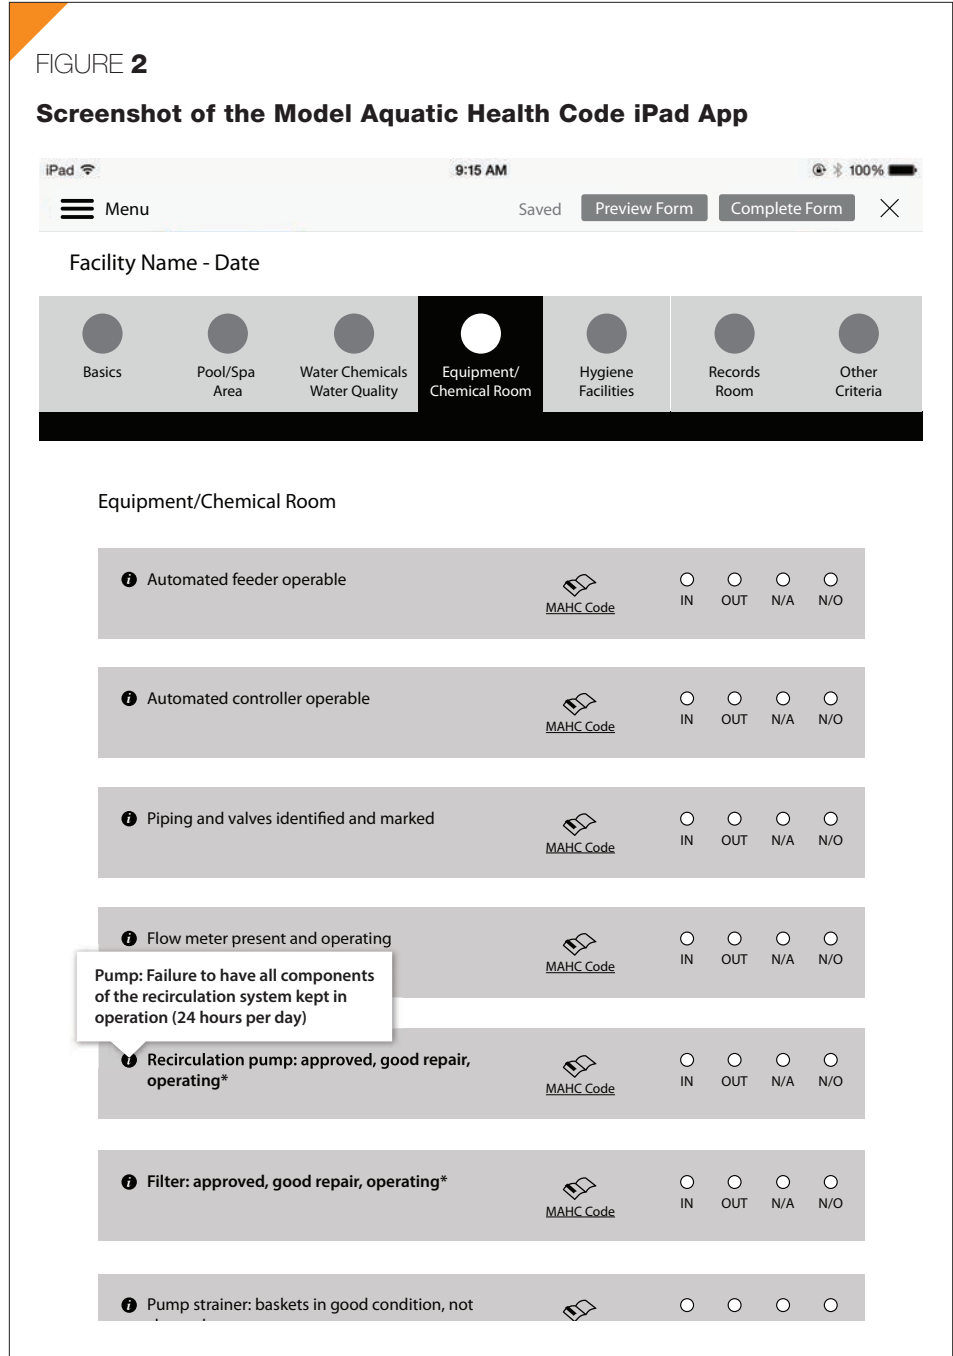 FIGURE 2
Screenshot of the Model Aquatic Health Code iPad App
iPad 9:15 AM 100%
Menu Saved Preview Form Complete Form
Facility Name - Date
Basics
Pool/Spa
Area
Water Chemicals
Water Quality
Equipment/
Chemical Room
Hygiene
Facilities
Records
Room
Other
Criteria
Equipment/Chemical Room
i Automated feeder operable
MAHC Code
IN OUT N/A N/O
i Automated controller operable
MAHC Code
IN OUT N/A N/O
i Piping and valves identified and marked
MAHC Code
IN OUT N/A N/O
i Flow meter present and operating
MAHC Code
IN OUT N/A N/O
Pump: Failure to have all components
of the recirculation system kept in
operation (24 hours per day)
i Recirculation pump: approved, good repair,
operating*
MAHC Code
IN OUT N/A N/O
i Filter: approved, good repair, operating*
MAHC Code
IN OUT N/A N/O
i Pump strainer: baskets in good condition, not